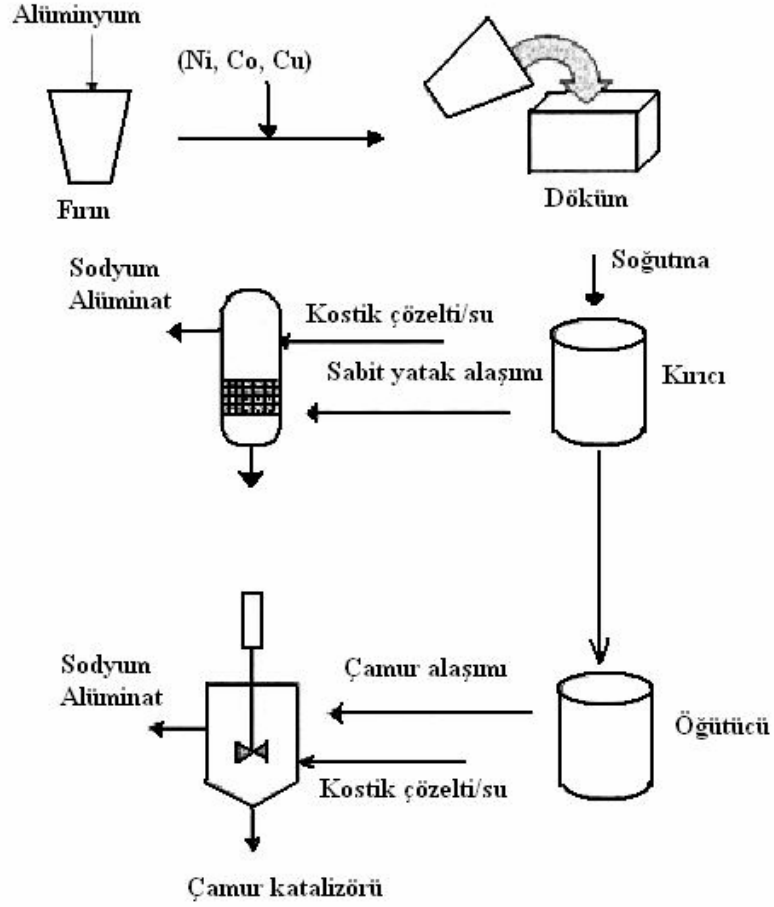 Alüminyum
(Ni, Co, Cu)
Fırın
Döküm
Sodyum
Alüminat
Kostik çözelti/su
Soğutma
Sabit yatak alaşımı
Kırıcı
Sodyum
Alüminat
Çamur alaşımı
Öğütücü
Kostik çözelti/su
Çamur katalizörü